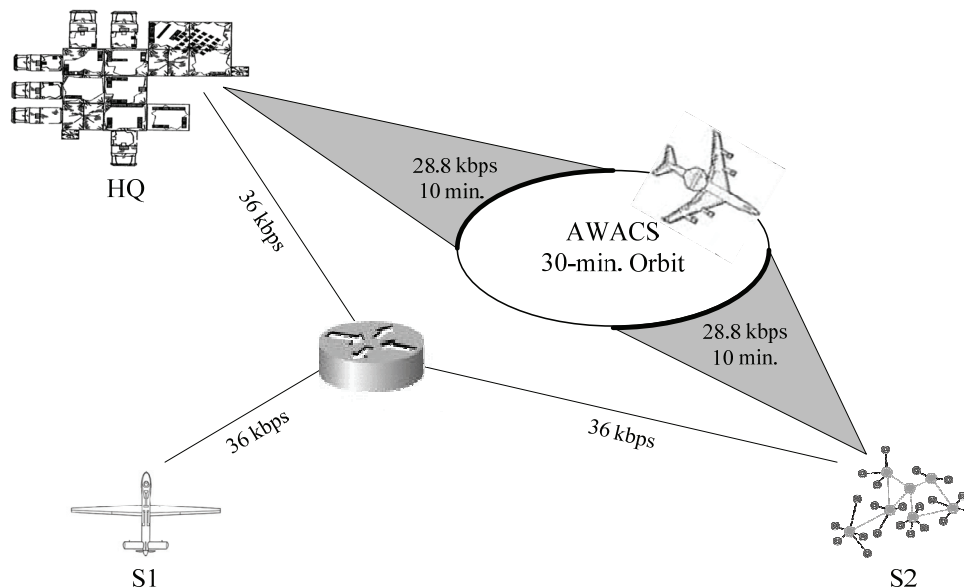 28.8 kbps
10 min.
HQ
36 kbps
AWACS
30-min. Orbit
28.8 kbps
10 min.
36 kbps
36 kbps
S1
S2